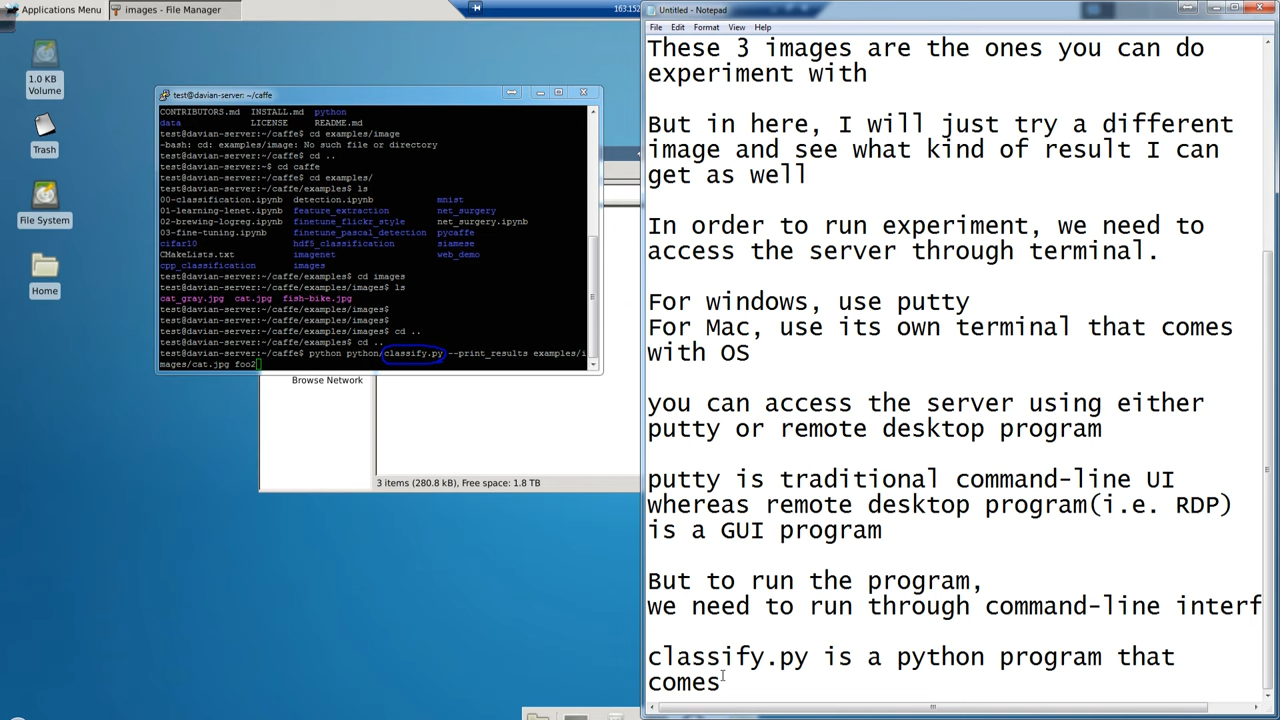 Applications Menu
images - File Manager
163.152
1.0 KB
Volume
Trash
File System
Home
test@davian-server: ~/caffe
CONTRIBUTORS.md INSTALL.md python
data LICENSE README.md
test@davian-server:~/caffe$ cd examples/image
-bash: cd: examples/image: No such file or directory
test@davian-server:~/caffe$ cd ..
test@davian-server:~$ cd caffe
test@davian-server:~/caffe$ cd examples/
test@davian-server:~/caffe/examples$ ls
00-classification.ipynb detection.ipynb mnist
01-learning-lenet.ipynb feature_extraction net_surgery
02-brewing-logreg.ipynb finetune_flickr_style net_surgery.ipynb
03-fine-tuning.ipynb finetune_pascal_detection pycaffe
cifar10 hdf5_classification siamese
CMakeLists.txt imagenet web_demo
cpp_classification images
test@davian-server:~/caffe/examples$ cd images
test@davian-server:~/caffe/examples/images$ ls
cat_gray.jpg cat.jpg fish-bike.jpg
test@davian-server:~/caffe/examples/images$
test@davian-server:~/caffe/examples/images$
test@davian-server:~/caffe/examples/images$ cd ..
test@davian-server:~/caffe/examples$ cd ..
test@davian-server:~/caffe$ python python/classify.py --print_results examples/i
mages/cat.jpg foo2
Browse Network
3 items (280.8 kB), Free space: 1.8 TB
Untitled - Notepad
File Edit Format View Help
These 3 images are the ones you can do
experiment with
But in here, I will just try a different
image and see what kind of result I can
get as well
In order to run experiment, we need to
access the server through terminal.
For windows, use putty
For Mac, use its own terminal that comes
with OS
you can access the server using either
putty or remote desktop program
putty is traditional command-line UI
whereas remote desktop program(i.e. RDP)
is a GUI program
But to run the program,
we need to run through command-line interf
classify.py is a python program that
comes